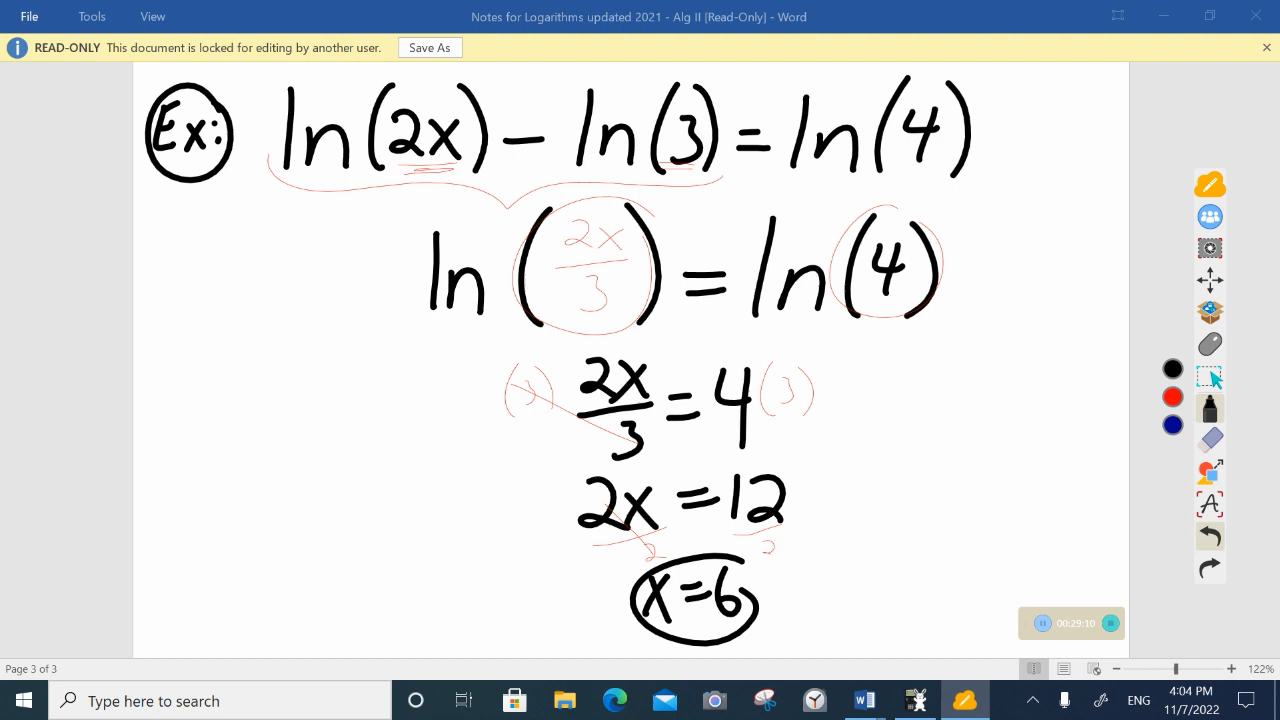 File Tools View Notes for Logarithms updated 2021 - Alg II [Read-Only] - Word
READ-ONLY This document is locked for editing by another user. Save As
Ex: ln(2x) - ln(3) = ln(4)
ln(2x/3) = ln(4)
(3) 2x/3 = 4 (3)
2x = 12
2 2
x = 6
00:29:10
Page 3 of 3 122%
Type here to search ENG 4:04 PM
11/7/2022